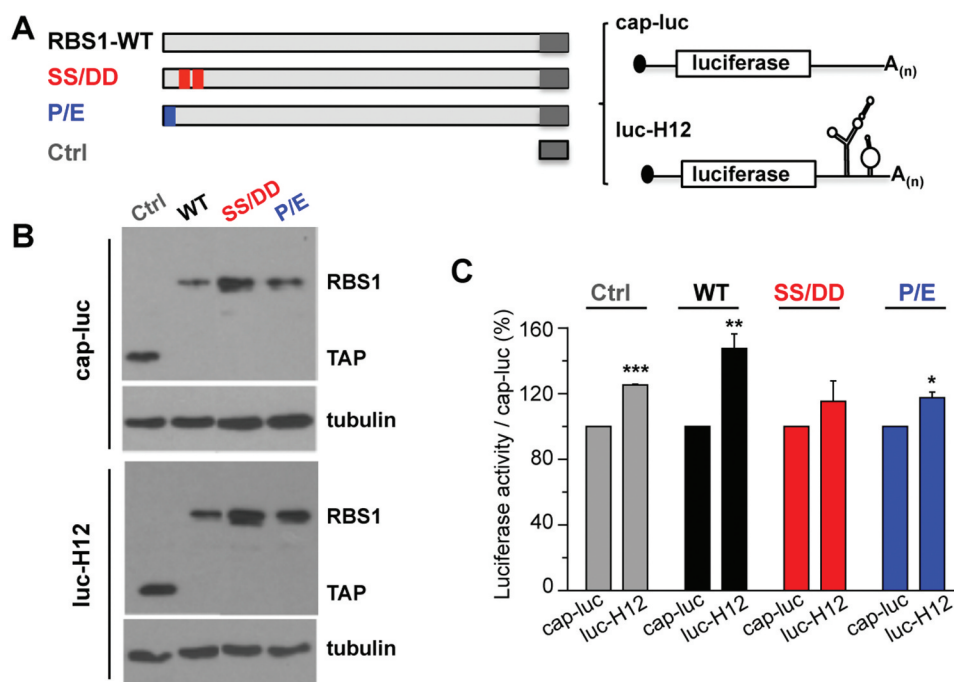 A
RBS1-WT
SS/DD
P/E
Ctrl
cap-luc
luciferase
A(n)
luc-H12
luciferase
A(n)
B
Ctrl
WT
SS/DD
P/E
cap-luc
RBS1
TAP
tubulin
luc-H12
RBS1
TAP
tubulin
C
Ctrl
WT
SS/DD
P/E
Luciferase activity / cap-luc (%)
160
120
80
40
0
***
**
*
cap-luc
luc-H12
cap-luc
luc-H12
cap-luc
luc-H12
cap-luc
luc-H12